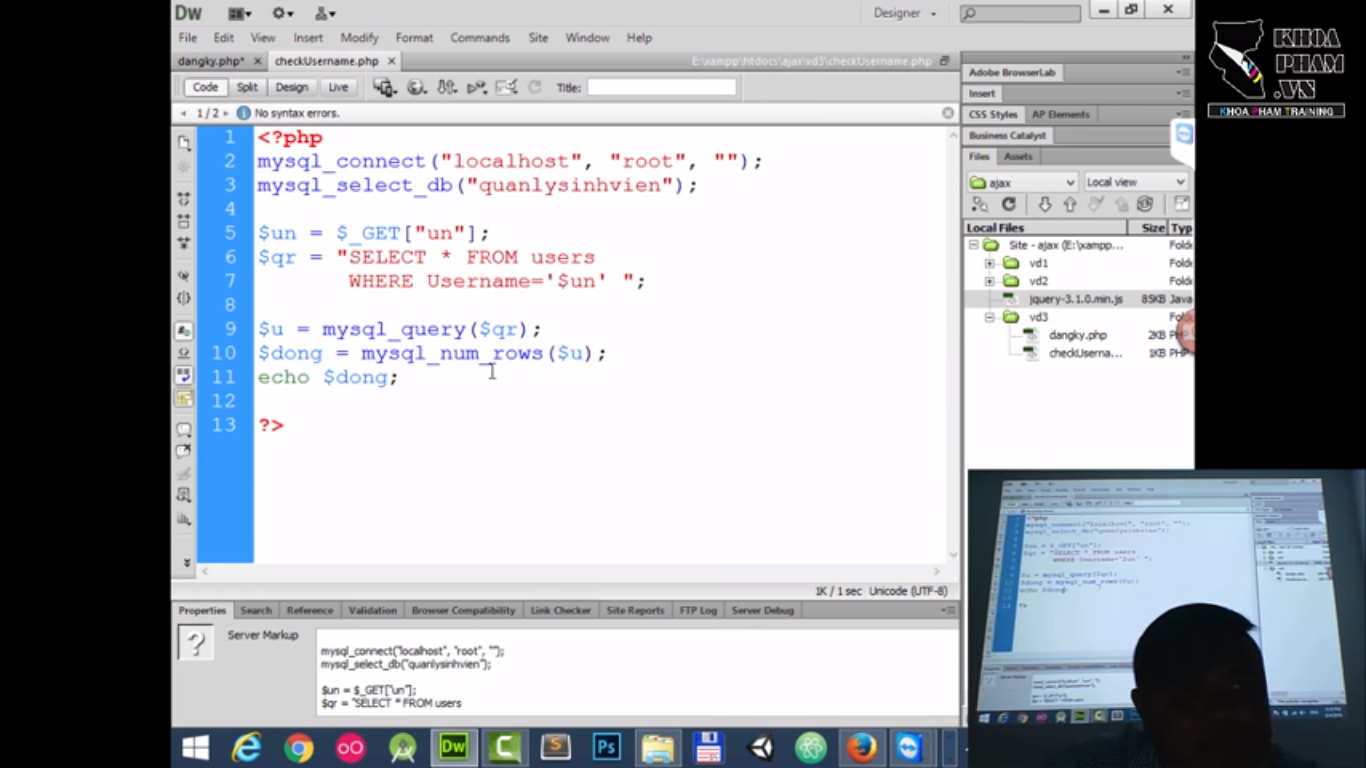 Dw
Designer
File Edit View Insert Modify Format Commands Site Window Help
dangky.php* × checkUsername.php ×
E:\xampp\htdocs\ajax\vd3\checkUsername.php
Code Split Design Live Title:
1 / 2 No syntax errors.
1 <?php
2 mysql_connect("localhost", "root", "");
3 mysql_select_db("quanlysinhvien");
4
5 $un = $_GET["un"];
6 $qr = "SELECT * FROM users
7 WHERE Username='$un' ";
8
9 $u = mysql_query($qr);
10 $dong = mysql_num_rows($u);
11 echo $dong;
12
13 ?>
1K / 1 sec Unicode (UTF-8)
Properties Search Reference Validation Browser Compatibility Link Checker Site Reports FTP Log Server Debug
Server Markup
mysql_connect("localhost", "root", "");
mysql_select_db("quanlysinhvien");
$un = $_GET["un"];
$qr = "SELECT * FROM users
Adobe BrowserLab
Insert
CSS Styles AP Elements
Business Catalyst
Files Assets
ajax Local view
Local Files Size Typ
Site - ajax (E:\xampp... Folde
vd1 Folde
vd2 Folde
jquery-3.1.0.min.js 85KB Java
vd3 Folde
dangky.php 2KB PHP
checkUserna... 1KB PHP
KHOA
PHAM
.VN
KHOA PHAM TRAINING
Dw C S Ps